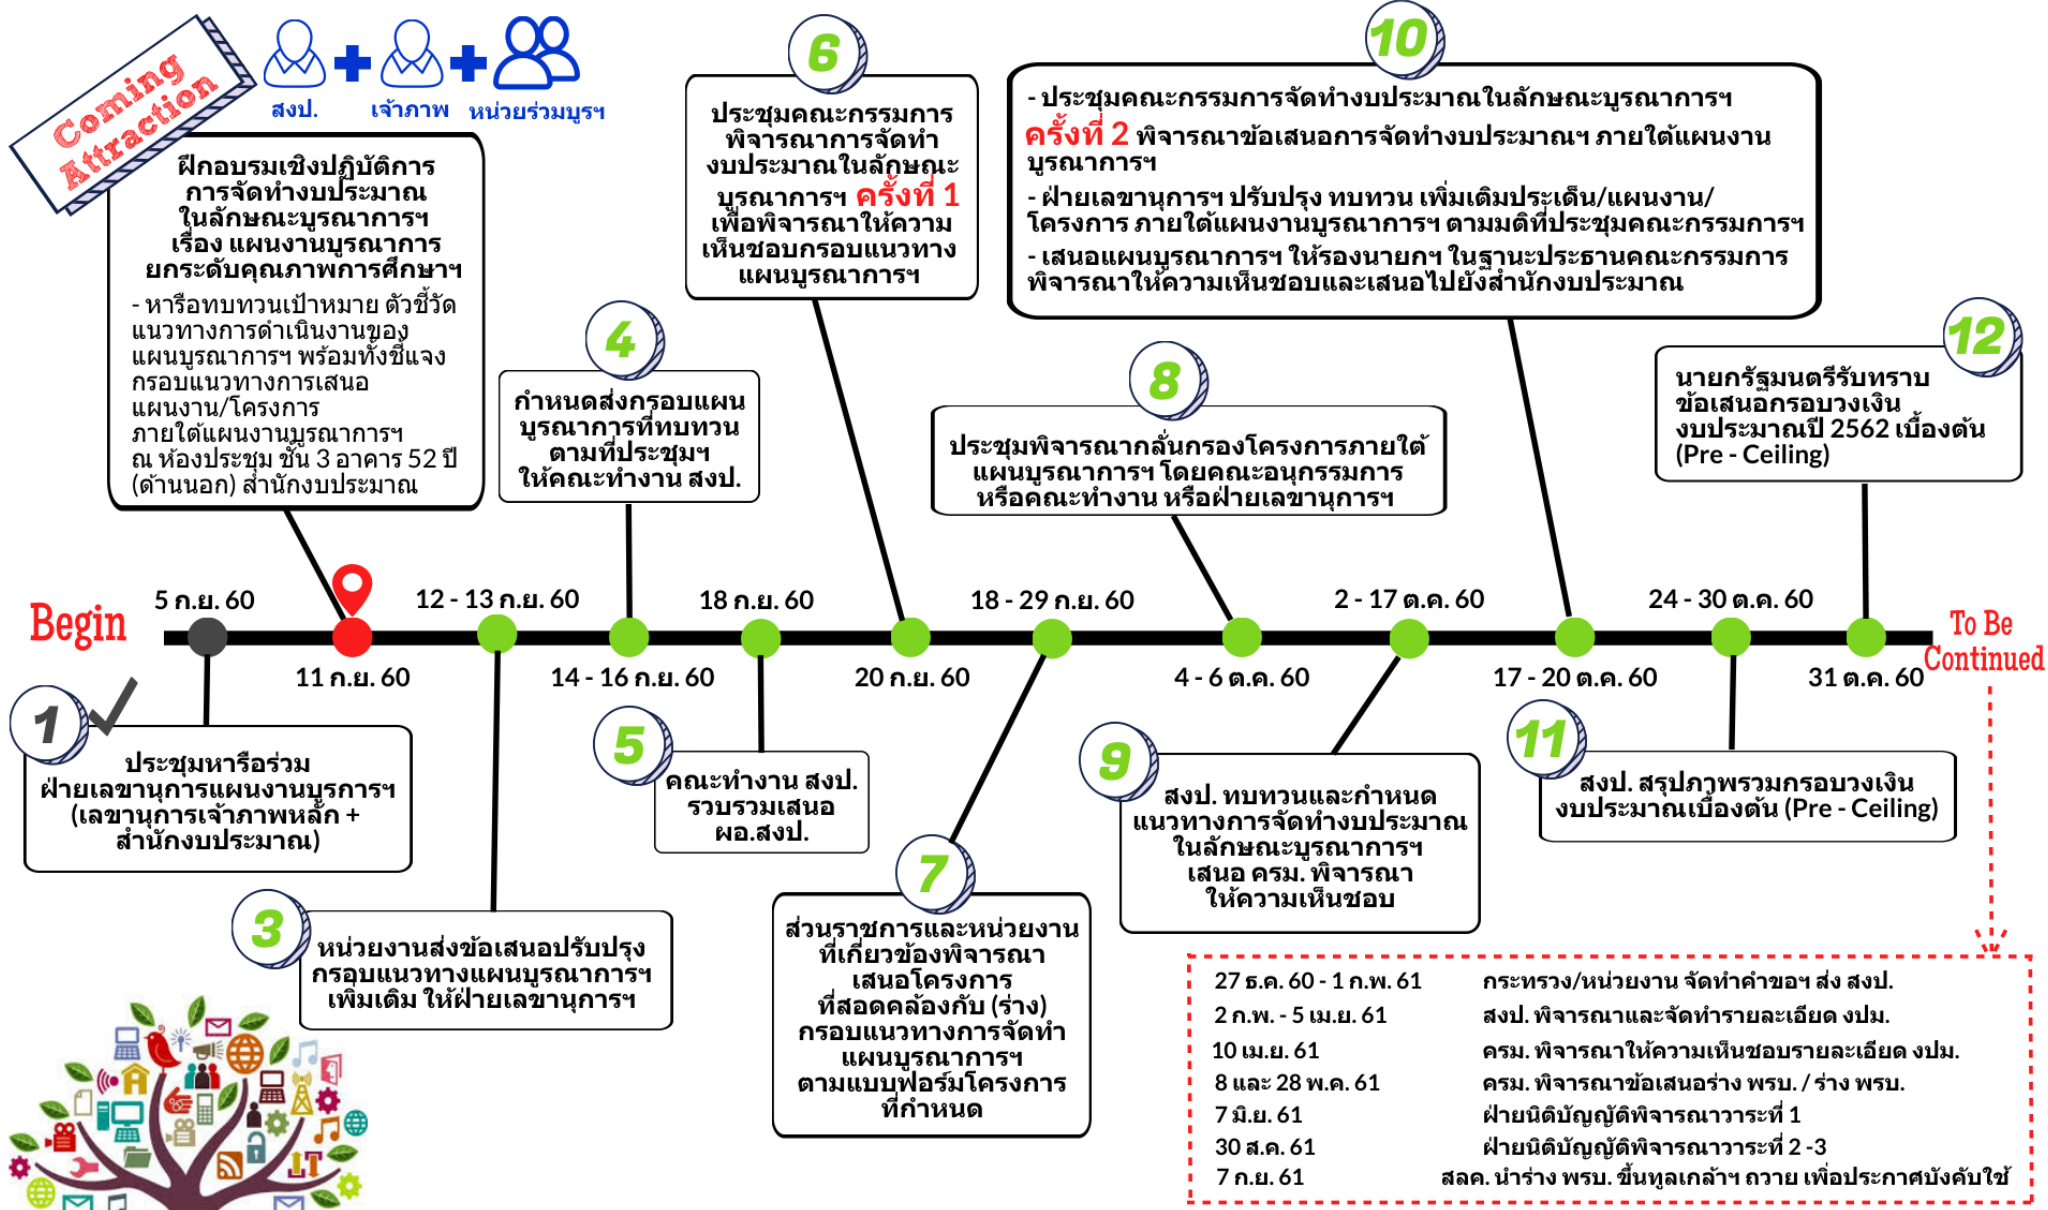 Coming
Attraction
สงป.
เจ้าภาพ
หน่วยร่วมบูรฯ
ฝึกอบรมเชิงปฏิบัติการ
การจัดทำงบประมาณ
ในลักษณะบูรณาการฯ
เรื่อง แผนงานบูรณาการ
ยกระดับคุณภาพการศึกษาฯ
- หารือทบทวนเป้าหมาย ตัวชี้วัด
แนวทางการดำเนินงานของ
แผนบูรณาการฯ พร้อมทั้งชี้แจง
กรอบแนวทางการเสนอ
แผนงาน/โครงการ
ภายใต้แผนงานบูรณาการฯ
ณ ห้องประชุม ชั้น 3 อาคาร 52 ปี
(ด้านนอก) สำนักงบประมาณ
4
กำหนดส่งกรอบแผน
บูรณาการที่ทบทวน
ตามที่ประชุมฯ
ให้คณะทำงาน สงป.
6
ประชุมคณะกรรมการ
พิจารณาการจัดทำ
งบประมาณในลักษณะ
บูรณาการฯ ครั้งที่ 1
เพื่อพิจารณาให้ความ
เห็นชอบกรอบแนวทาง
แผนบูรณาการฯ
8
ประชุมพิจารณากลั่นกรองโครงการภายใต้
แผนบูรณาการฯ โดยคณะอนุกรรมการ
หรือคณะทำงาน หรือฝ่ายเลขานุการฯ
10
- ประชุมคณะกรรมการจัดทำงบประมาณในลักษณะบูรณาการฯ
ครั้งที่ 2 พิจารณาข้อเสนอการจัดทำงบประมาณฯ ภายใต้แผนงาน
บูรณาการฯ
- ฝ่ายเลขานุการฯ ปรับปรุง ทบทวน เพิ่มเติมประเด็น/แผนงาน/
โครงการ ภายใต้แผนงานบูรณาการฯ ตามมติที่ประชุมคณะกรรมการฯ
- เสนอแผนบูรณาการฯ ให้รองนายกฯ ในฐานะประธานคณะกรรมการ
พิจารณาให้ความเห็นชอบและเสนอไปยังสำนักงบประมาณ
12
นายกรัฐมนตรีรับทราบ
ข้อเสนอกรอบวงเงิน
งบประมาณปี 2562 เบื้องต้น
(Pre - Ceiling)
Begin
5 ก.ย. 60
11 ก.ย. 60
12 - 13 ก.ย. 60
14 - 16 ก.ย. 60
18 ก.ย. 60
20 ก.ย. 60
18 - 29 ก.ย. 60
4 - 6 ต.ค. 60
2 - 17 ต.ค. 60
17 - 20 ต.ค. 60
24 - 30 ต.ค. 60
31 ต.ค. 60
To Be
Continued
1
ประชุมหารือร่วม
ฝ่ายเลขานุการแผนงานบูรการฯ
(เลขานุการเจ้าภาพหลัก +
สำนักงบประมาณ)
3
หน่วยงานส่งข้อเสนอปรับปรุง
กรอบแนวทางแผนบูรณาการฯ
เพิ่มเติม ให้ฝ่ายเลขานุการฯ
5
คณะทำงาน สงป.
รวบรวมเสนอ
ผอ.สงป.
7
ส่วนราชการและหน่วยงาน
ที่เกี่ยวข้องพิจารณา
เสนอโครงการ
ที่สอดคล้องกับ (ร่าง)
กรอบแนวทางการจัดทำ
แผนบูรณาการฯ
ตามแบบฟอร์มโครงการ
ที่กำหนด
9
สงป. ทบทวนและกำหนด
แนวทางการจัดทำงบประมาณ
ในลักษณะบูรณาการฯ
เสนอ ครม. พิจารณา
ให้ความเห็นชอบ
11
สงป. สรุปภาพรวมกรอบวงเงิน
งบประมาณเบื้องต้น (Pre - Ceiling)
27 ธ.ค. 60 - 1 ก.พ. 61 กระทรวง/หน่วยงาน จัดทำคำขอฯ ส่ง สงป.
2 ก.พ. - 5 เม.ย. 61 สงป. พิจารณาและจัดทำรายละเอียด งปม.
10 เม.ย. 61 ครม. พิจารณาให้ความเห็นชอบรายละเอียด งปม.
8 และ 28 พ.ค. 61 ครม. พิจารณาข้อเสนอร่าง พรบ. / ร่าง พรบ.
7 มิ.ย. 61 ฝ่ายนิติบัญญัติพิจารณาวาระที่ 1
30 ส.ค. 61 ฝ่ายนิติบัญญัติพิจารณาวาระที่ 2 -3
7 ก.ย. 61 สลค. นำร่าง พรบ. ขึ้นทูลเกล้าฯ ถวาย เพื่อประกาศบังคับใช้